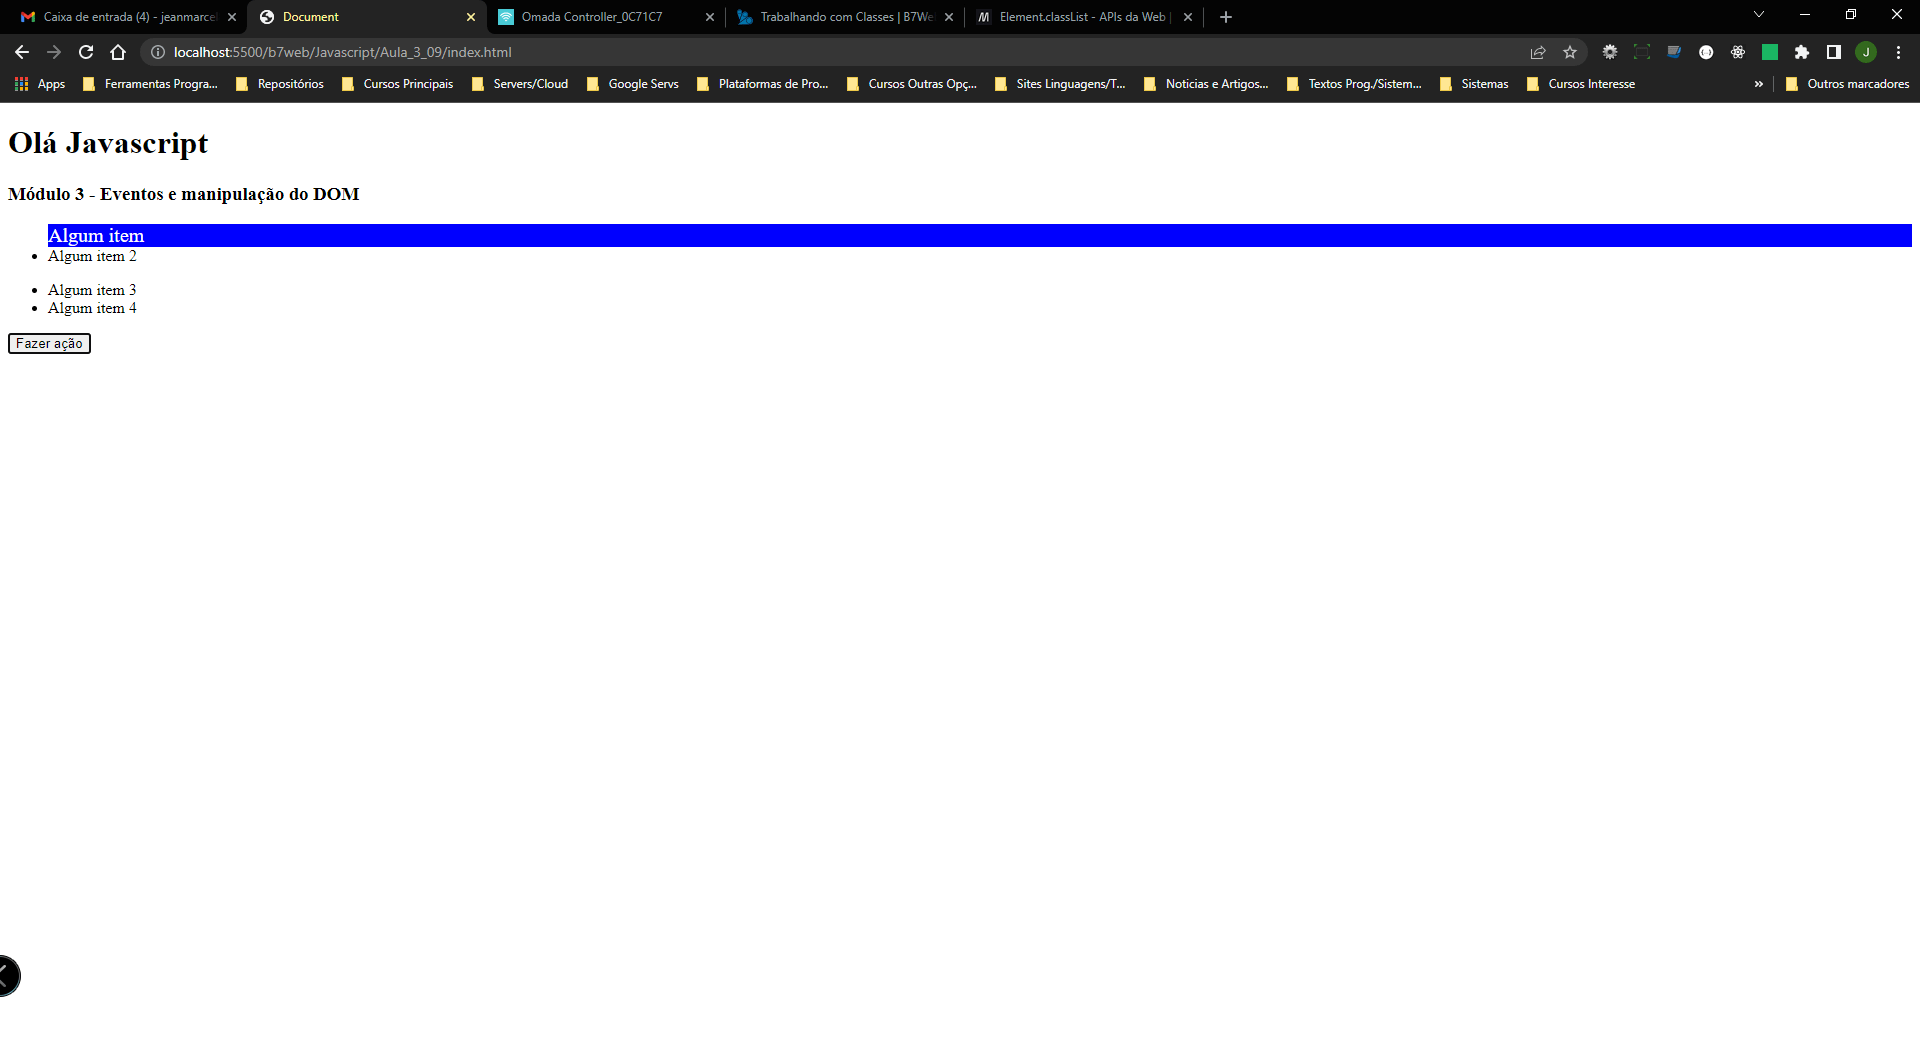 Caixa de entrada (4) - jeanmarcel
Document
Omada Controller_0C71C7
Trabalhando com Classes | B7We
Element.classList - APIs da Web |
localhost:5500/b7web/Javascript/Aula_3_09/index.html
J
Apps
Ferramentas Progra...
Repositórios
Cursos Principais
Servers/Cloud
Google Servs
Plataformas de Pro...
Cursos Outras Opç...
Sites Linguagens/T...
Noticias e Artigos...
Textos Prog./Sistem...
Sistemas
Cursos Interesse
»
Outros marcadores
Olá Javascript
Módulo 3 - Eventos e manipulação do DOM
Algum item
• Algum item 2
• Algum item 3
• Algum item 4
Fazer ação